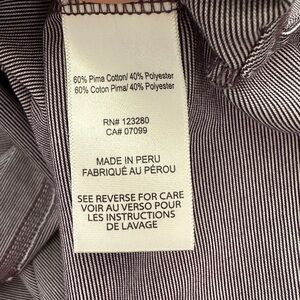 60% Pima Cotton/ 40% Polyester
60% Coton Pima/ 40% Polyester
RN# 123280
CA# 07099
MADE IN PERU
FABRIQUÉ AU PÉROU
SEE REVERSE FOR CARE
VOIR AU VERSO POUR
LES INSTRUCTIONS
DE LAVAGE